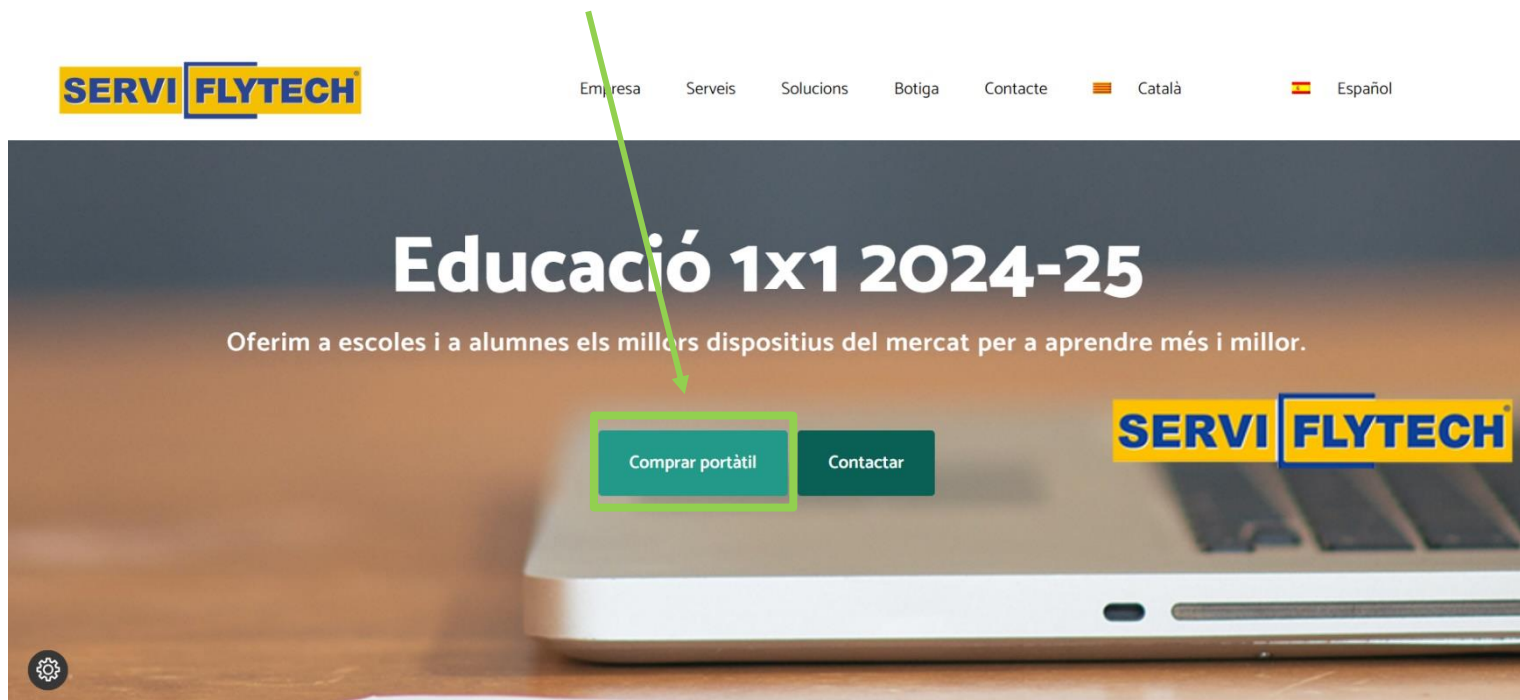 SERVI FLYTECH
Empresa Serveis Solucions Botiga Contacte Català Español
Educació 1x1 2024-25
Oferim a escoles i a alumnes els millors dispositius del mercat per a aprendre més i millor.
SERVI FLYTECH
Comprar portàtil Contactar